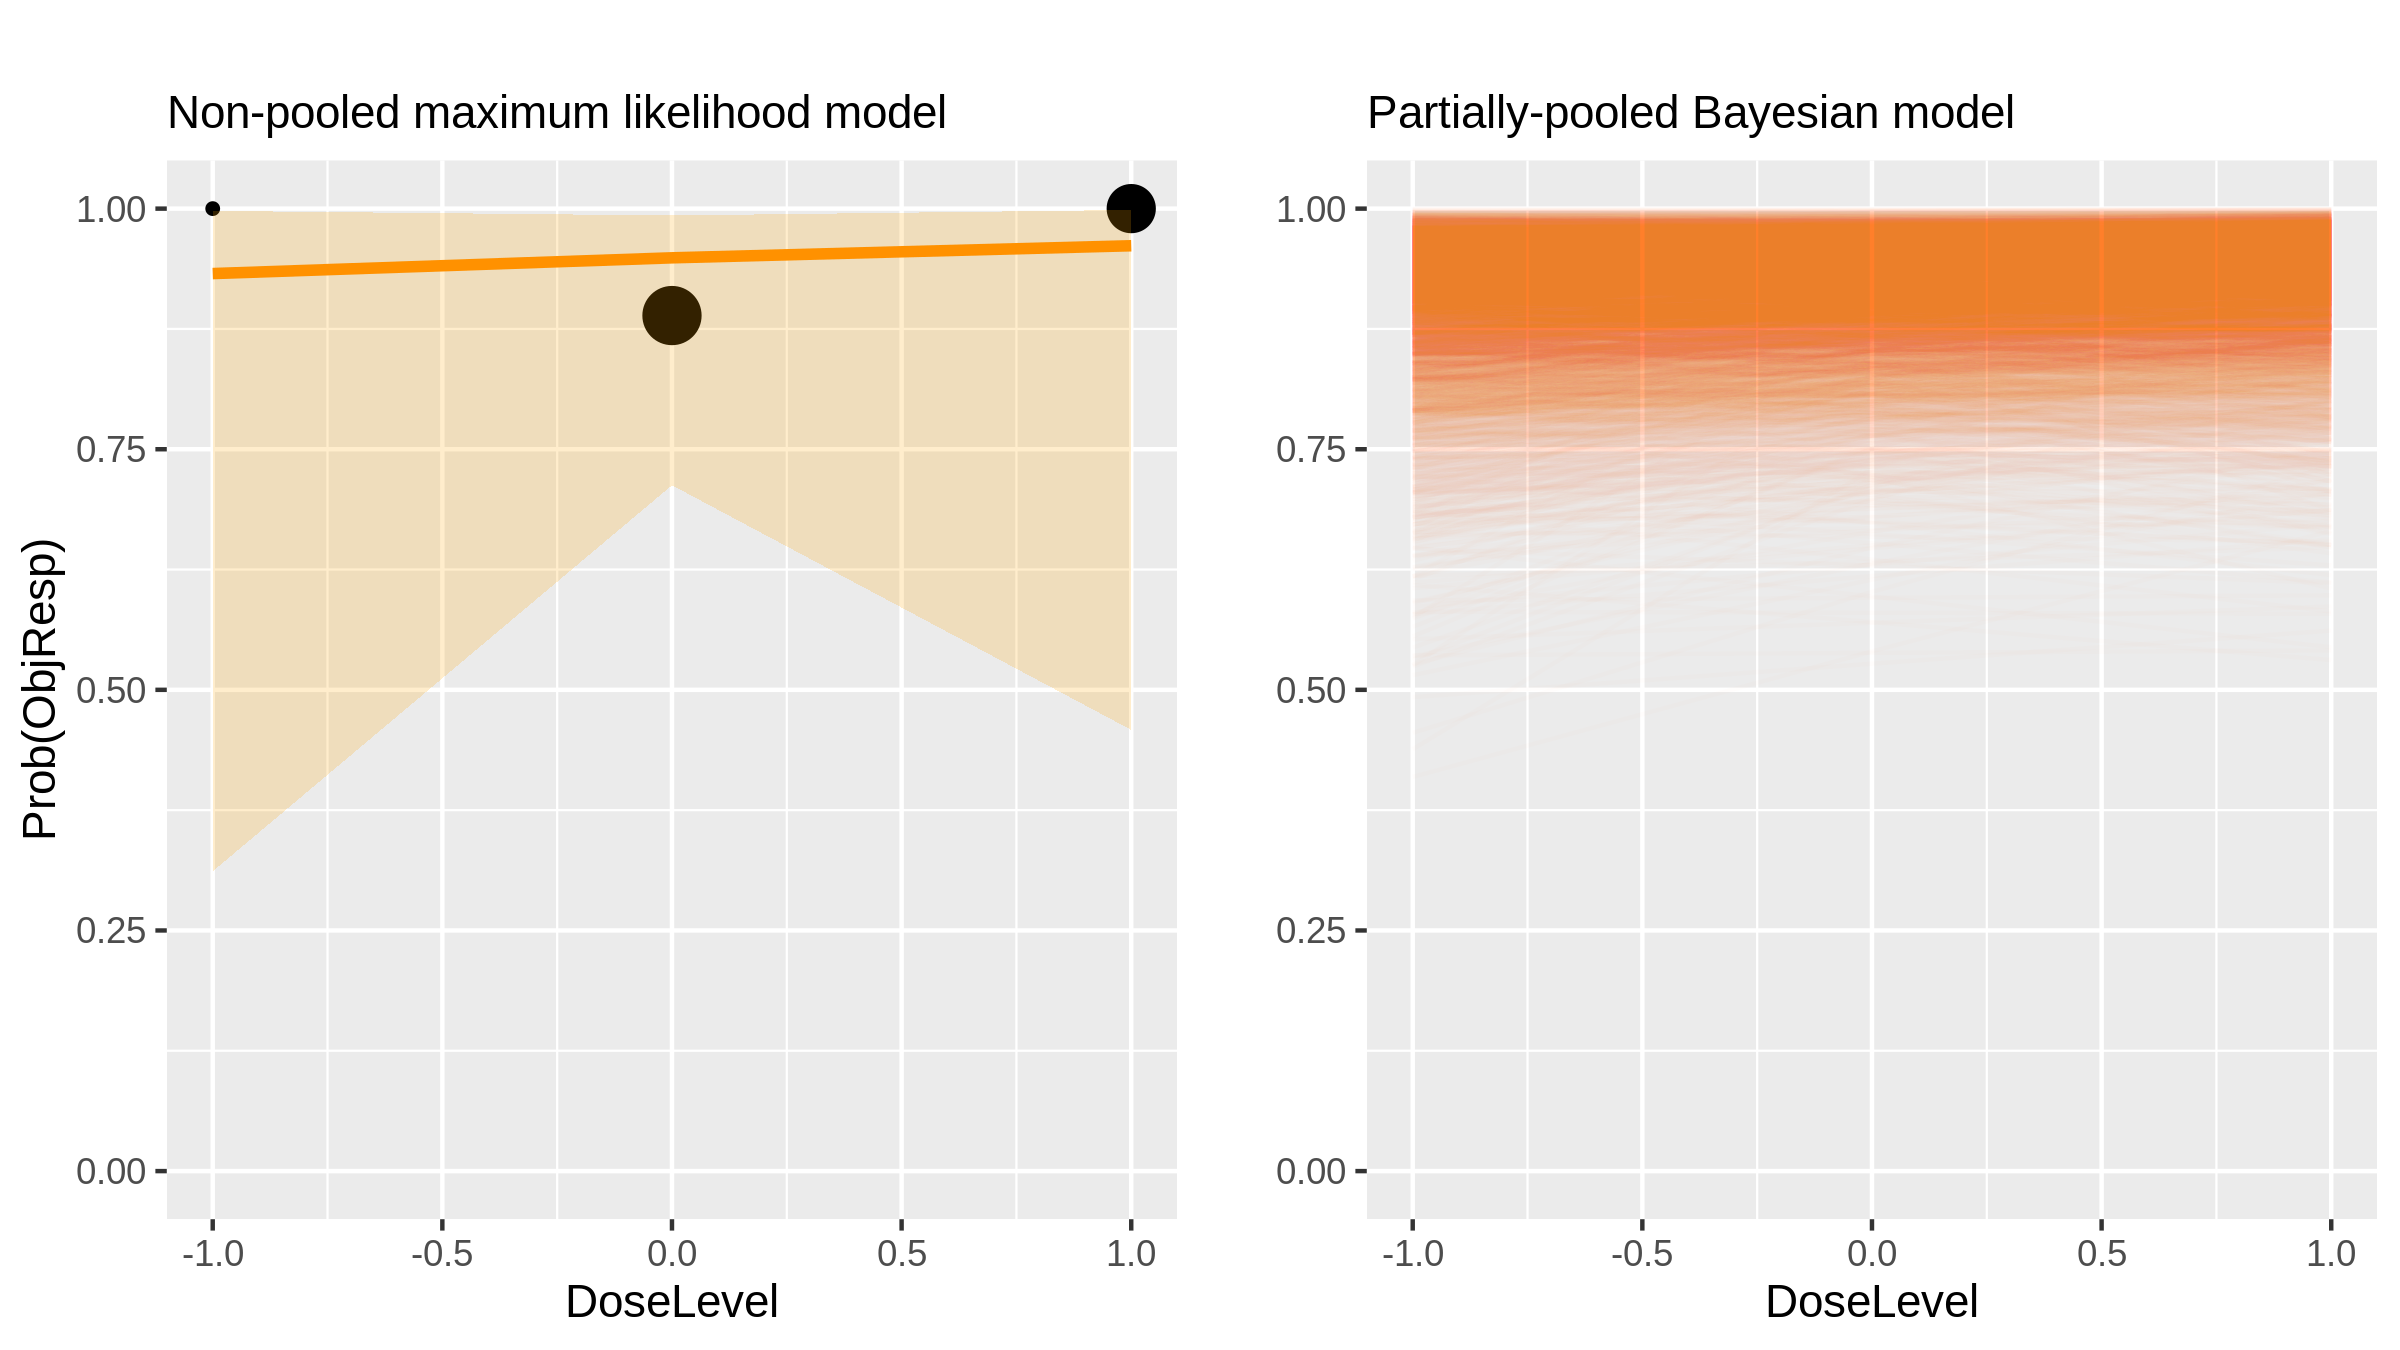 Non-pooled maximum likelihood model
Prob(ObjResp)
1.00
0.75
0.50
0.25
0.00
-1.0 -0.5 0.0 0.5 1.0
DoseLevel
Partially-pooled Bayesian model
1.00
0.75
0.50
0.25
0.00
-1.0 -0.5 0.0 0.5 1.0
DoseLevel